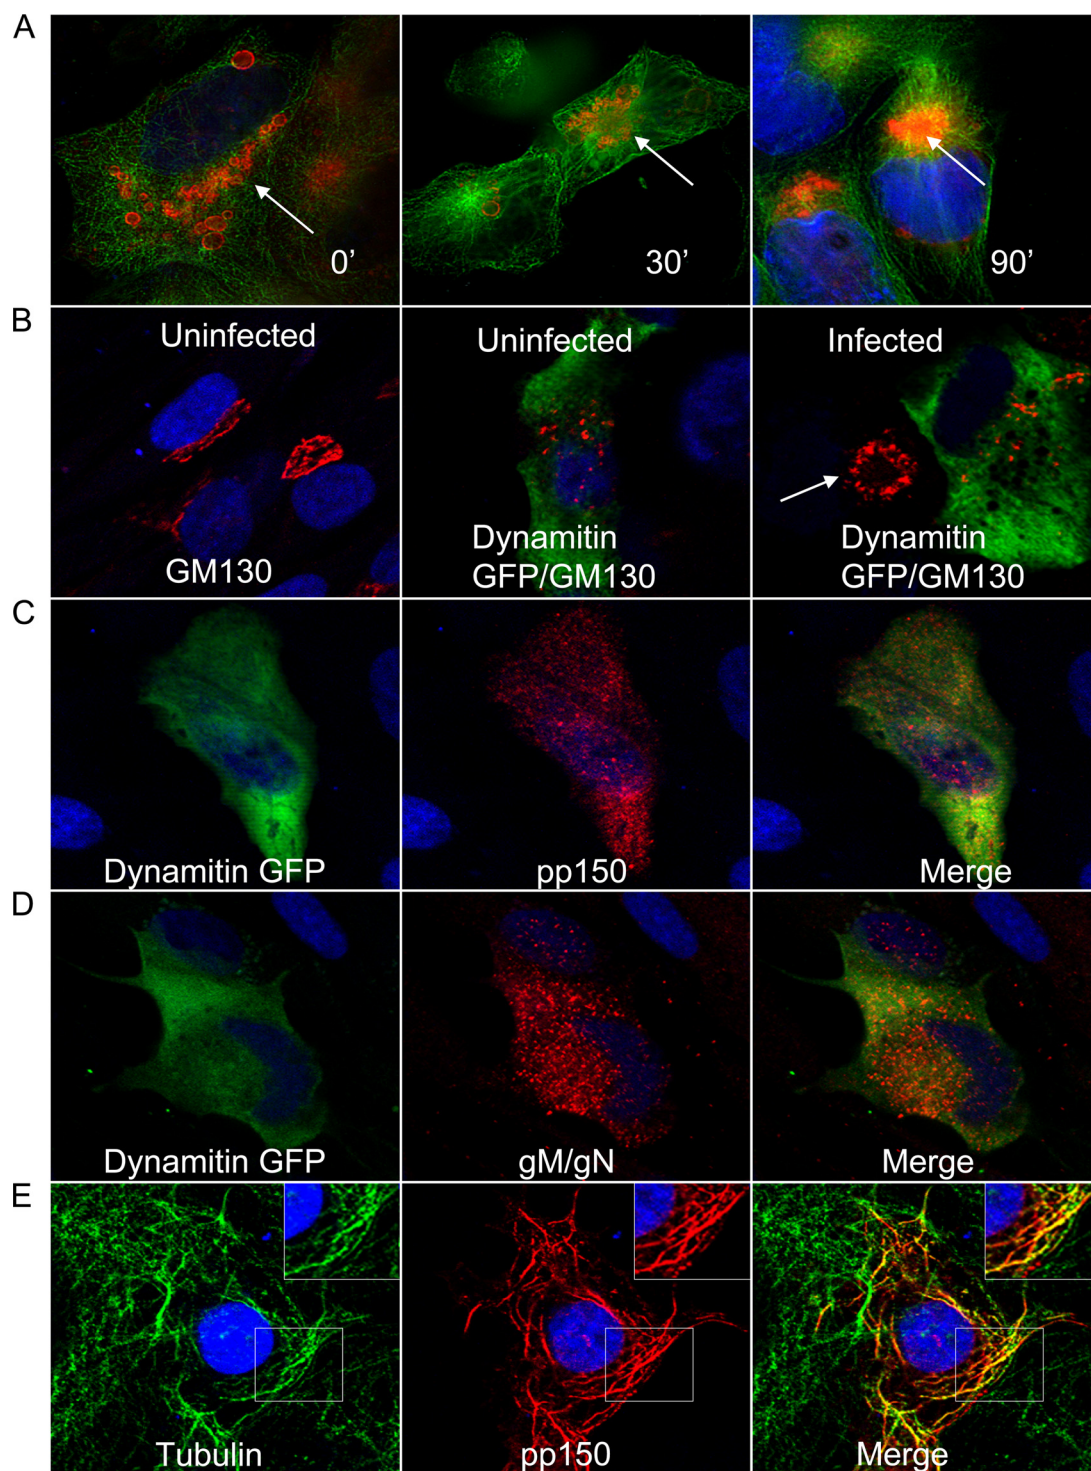 A
0’
30’
90’
B
Uninfected
Uninfected
Infected
GM130
Dynamitin
GFP/GM130
Dynamitin
GFP/GM130
C
Dynamitin GFP
pp150
Merge
D
Dynamitin GFP
gM/gN
Merge
E
Tubulin
pp150
Merge